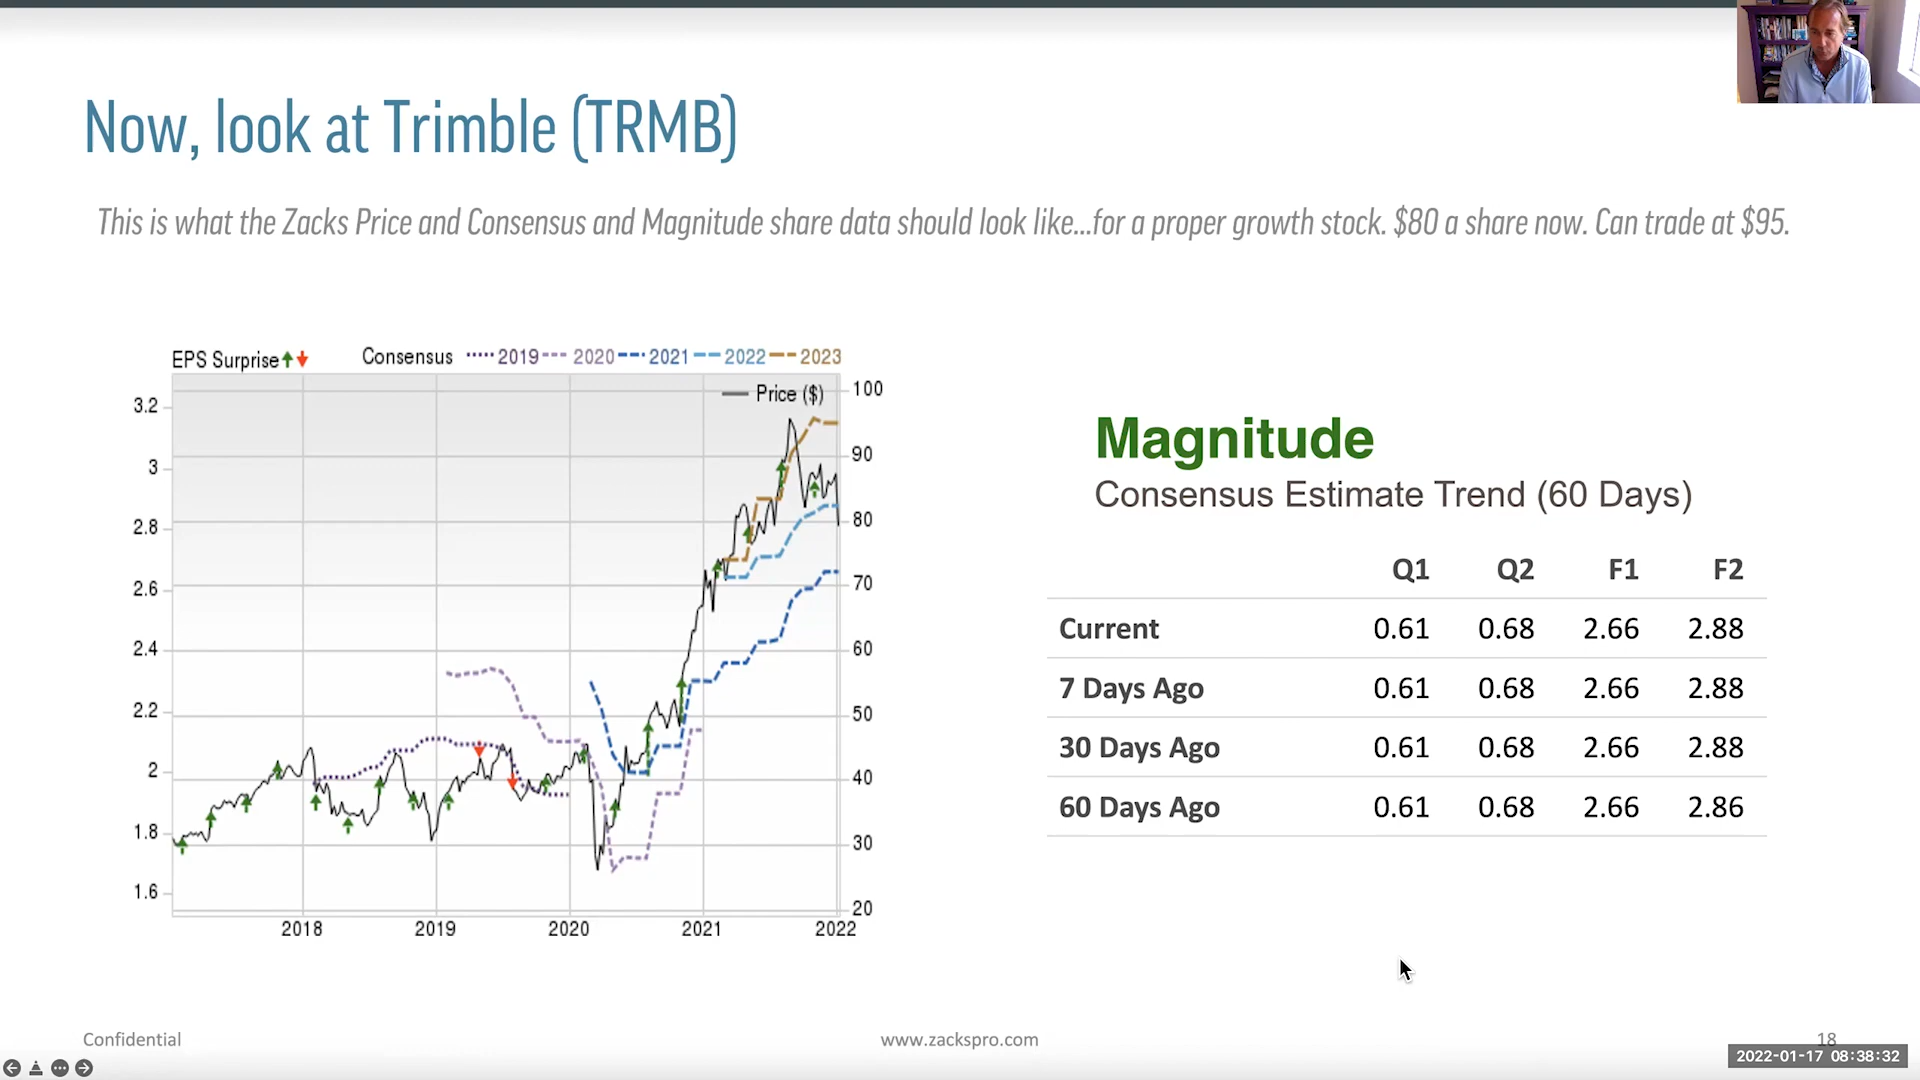 Now, look at Trimble (TRMB)
This is what the Zacks Price and Consensus and Magnitude share data should look like...for a proper growth stock. $80 a share now. Can trade at $95.
EPS Surprise Consensus 2019 2020 2021 2022 2023
Price ($)
3.2
3
2.8
2.6
2.4
2.2
2
1.8
1.6
100
90
80
70
60
50
40
30
20
2018 2019 2020 2021 2022
Magnitude
Consensus Estimate Trend (60 Days)
Q1 Q2 F1 F2
Current 0.61 0.68 2.66 2.88
7 Days Ago 0.61 0.68 2.66 2.88
30 Days Ago 0.61 0.68 2.66 2.88
60 Days Ago 0.61 0.68 2.66 2.86
Confidential www.zackspro.com 18
2022-01-17 08:38:32